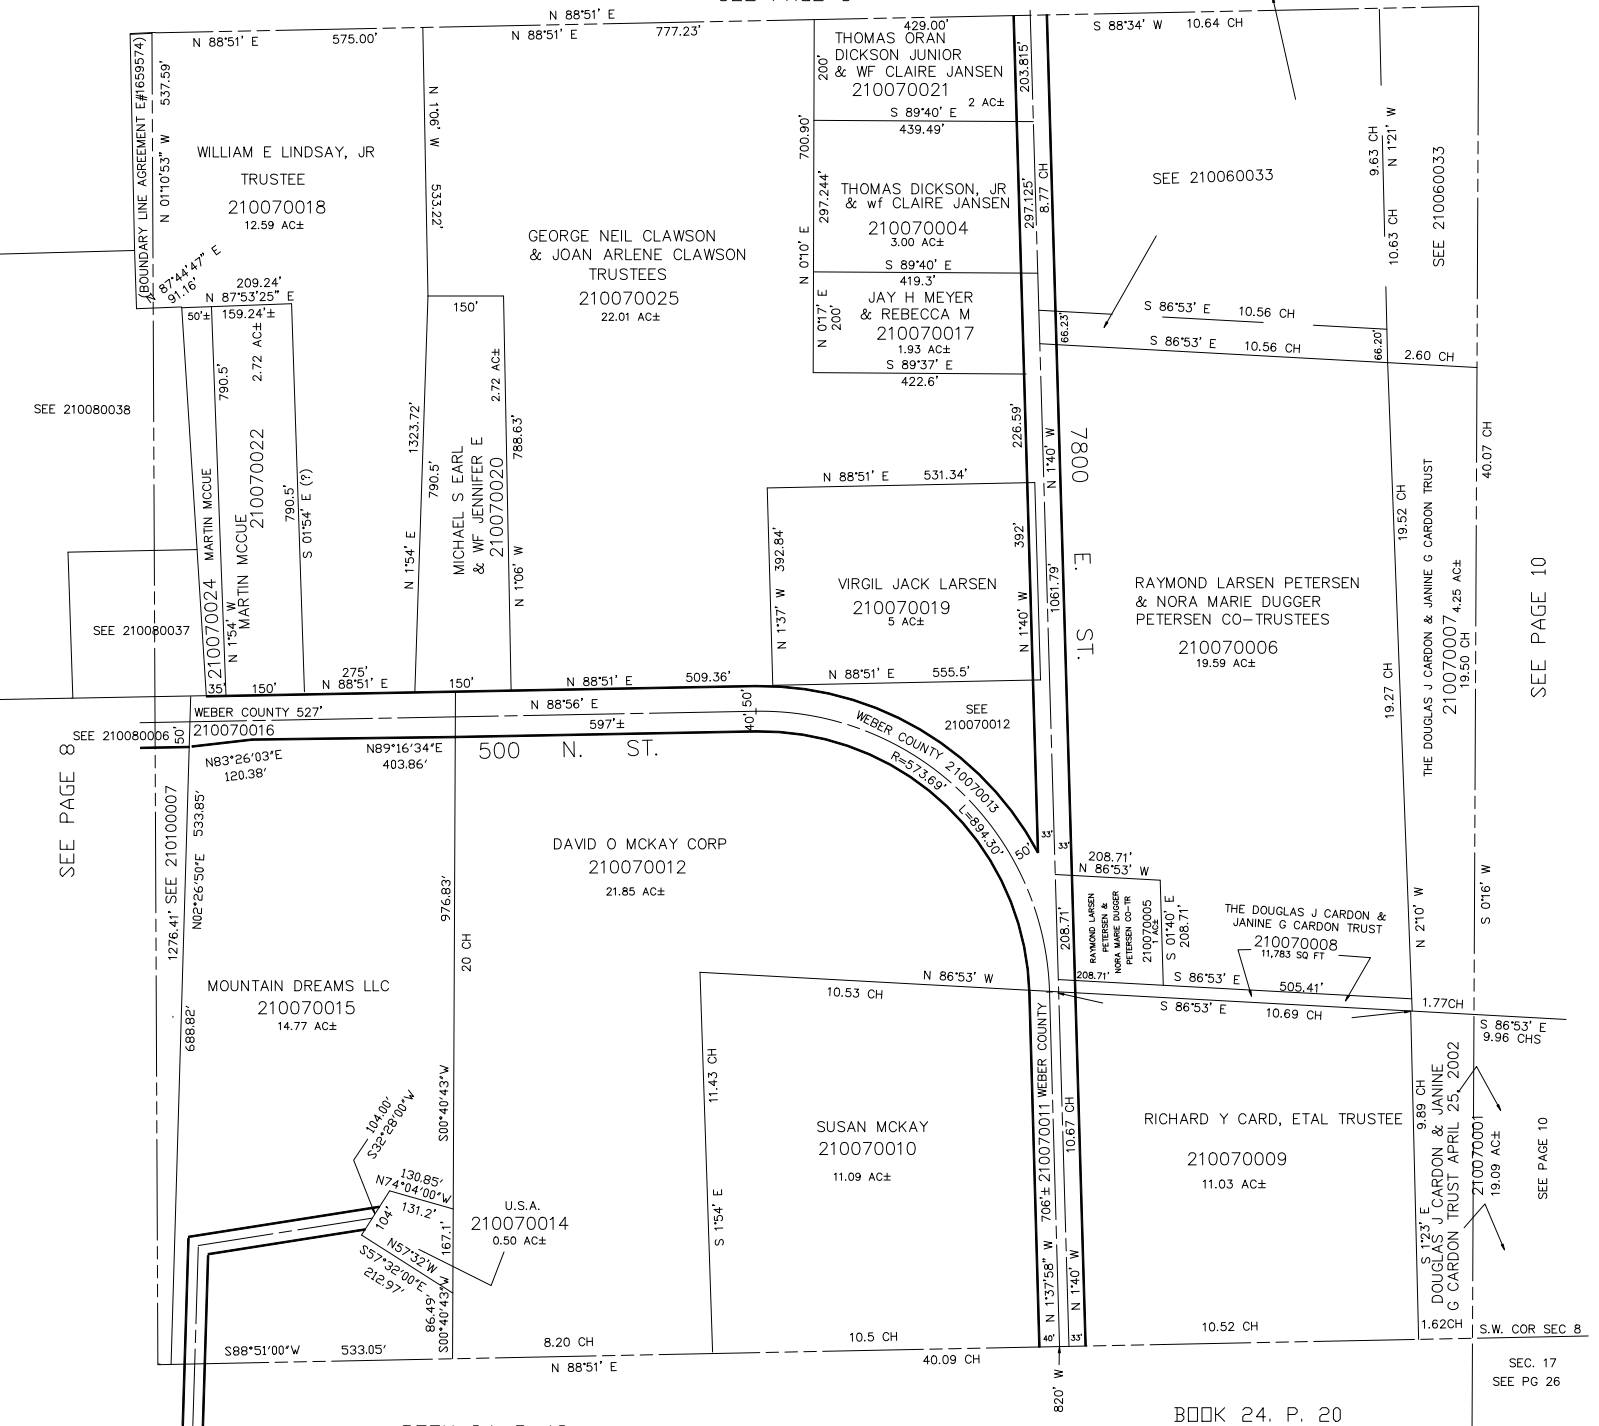 N 88°51' E
N 88°51' E 575.00'
N 88°51' E 777.23'
429.00'
S 88°34' W 10.64 CH
(BOUNDARY LINE AGREEMENT E#1659574)
N 01°10'53" W 537.59'
WILLIAM E LINDSAY, JR
TRUSTEE
210070018
12.59 AC±
N 1°06' W 533.22'
N 87°44'47" E
91.16'
209.24'
N 87°53'25" E
50'±
159.24'±
THOMAS ORAN
DICKSON JUNIOR
& WF CLAIRE JANSEN
210070021
2 AC±
200'
203.815'
S 89°40' E
439.49'
N 0°10' E 700.90'
297.244'
THOMAS DICKSON, JR
& wf CLAIRE JANSEN
210070004
3.00 AC±
297.125'
8.77 CH
S 89°40' E
419.3'
JAY H MEYER
& REBECCA M
210070017
1.93 AC±
N 0°17' E
200'
S 89°37' E
422.6'
GEORGE NEIL CLAWSON
& JOAN ARLENE CLAWSON
TRUSTEES
210070025
22.01 AC±
150'
SEE 210060033
9.63 CH
N 1°21' W
10.63 CH
SEE 210060033
S 86°53' E 10.56 CH
66.23'
S 86°53' E 10.56 CH
66.20'
2.60 CH
SEE 210080038
790.5'
2.72 AC±
210070022
MARTIN MCCUE
790.5'
S 01°54' E (?)
MARTIN MCCUE
210070024
N 1°54' W
1323.72'
N 1°54' E
790.5'
MICHAEL S EARL
& WF JENNIFER E
210070020
2.72 AC±
788.63'
N 1°06' W
226.59'
N 1°40' W
7800 E. ST.
1061.79'
N 88°51' E 531.34'
N 1°37' W 392.84'
VIRGIL JACK LARSEN
210070019
5 AC±
392'
N 1°40' W
N 88°51' E 555.5'
RAYMOND LARSEN PETERSEN
& NORA MARIE DUGGER
PETERSEN CO-TRUSTEES
210070006
19.59 AC±
19.52 CH
19.27 CH
THE DOUGLAS J CARDON & JANINE G CARDON TRUST
210070007 4.25 AC±
19.50 CH
40.07 CH
SEE PAGE 10
SEE 210080037
35'
150'
275'
N 88°51' E
150'
N 88°51' E 509.36'
SEE 210080006
50'
WEBER COUNTY 527'
210070016
N 88°56' E
597'±
40' 50'
SEE
210070012
N83°26'03"E
120.38'
N89°16'34"E
403.86'
500 N. ST.
WEBER COUNTY 210070013
R=573.69'
L=894.30'
50'
33'
33'
SEE PAGE 8
1276.41' SEE 210100007
N02°26'50"E 533.85'
688.82'
976.83'
20 CH
DAVID O MCKAY CORP
210070012
21.85 AC±
208.71'
N 86°53' W
208.71'
RAYMOND LARSEN
PETERSEN &
NORA MARIE DUGGER
PETERSEN CO-TR
210070005
1 AC±
S 01°40' E
208.71'
208.71'
THE DOUGLAS J CARDON &
JANINE G CARDON TRUST
210070008
11,783 SQ FT
S 86°53' E 505.41'
S 86°53' E 10.69 CH
N 2°10' W
S 0°16' W
1.77CH
S 86°53' E
9.96 CHS
MOUNTAIN DREAMS LLC
210070015
14.77 AC±
S00°40'43"W
N 86°53' W
10.53 CH
11.43 CH
S 1°54' E
SUSAN MCKAY
210070010
11.09 AC±
706'± 210070011 WEBER COUNTY
10.67 CH
N 1°37'58" W
N 1°40' W
RICHARD Y CARD, ETAL TRUSTEE
210070009
11.03 AC±
9.89 CH
S 1°23' E
DOUGLAS J CARDON & JANINE
G CARDON TRUST APRIL 25, 2002
210070001
19.09 AC±
SEE PAGE 10
104.00'
S32°28'00"W
130.85'
N74°04'00"W
131.2'
104'
167.1'
N57°32'W
S57°32'00"E
212.97'
86.49'
S00°40'43"W
U.S.A.
210070014
0.50 AC±
S88°51'00"W 533.05'
8.20 CH
N 88°51' E
10.5 CH
40.09 CH
40'
33'
10.52 CH
1.62CH
S.W. COR SEC 8
820' W
SEC. 17
SEE PG 26
BOOK 24. P. 20